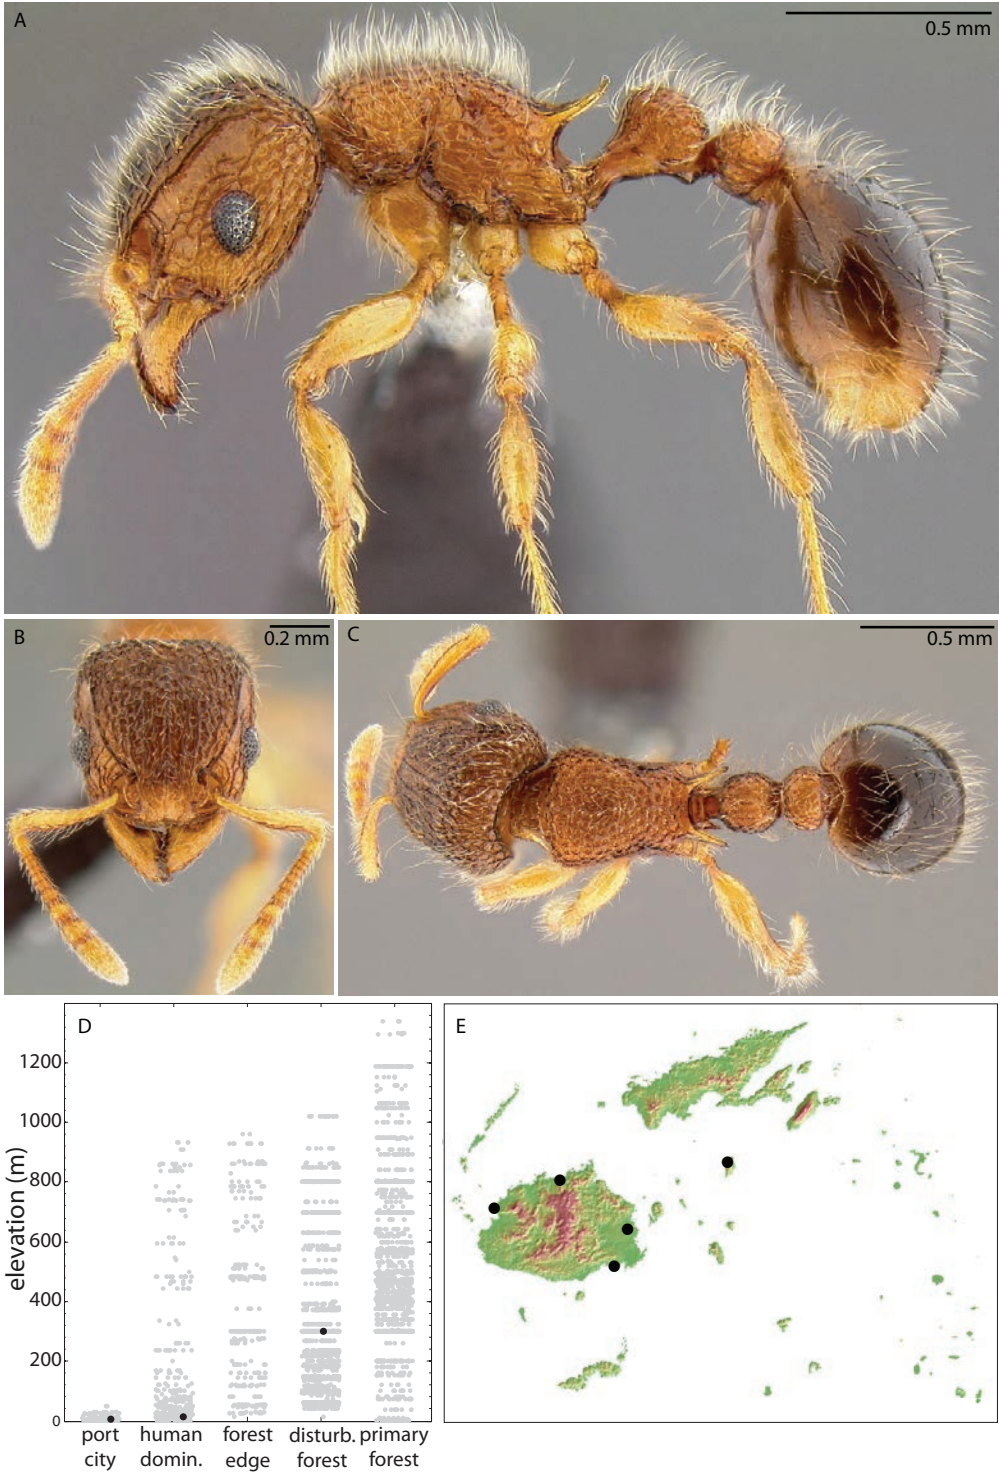 A
0.5 mm
B
0.2 mm
C
0.5 mm
D
E
1200
1000
800
600
400
200
0
elevation (m)
port city
human domin.
forest edge
disturb. forest
primary forest